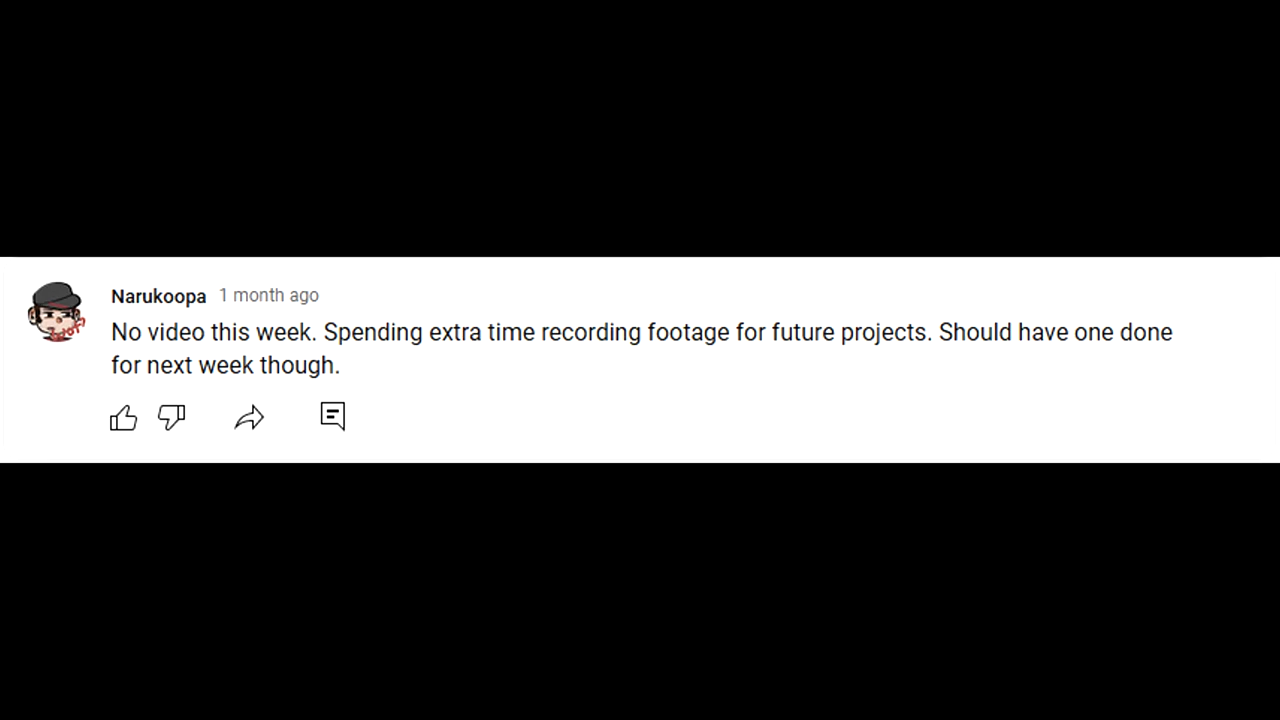 Narukoopa 1 month ago
No video this week. Spending extra time recording footage for future projects. Should have one done
for next week though.